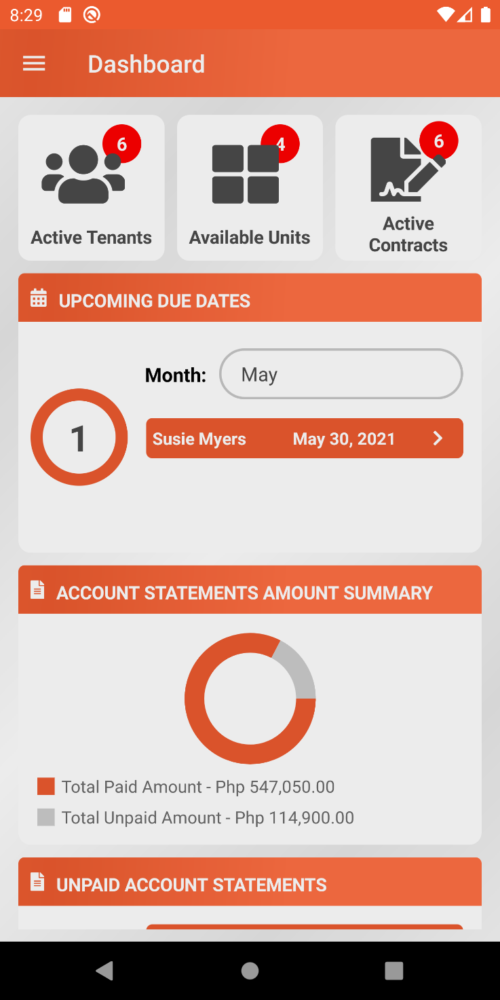 8:29
Dashboard
6
4
6
Active Tenants
Available Units
Active
Contracts
UPCOMING DUE DATES
Month:
May
1
Susie Myers May 30, 2021
ACCOUNT STATEMENTS AMOUNT SUMMARY
Total Paid Amount - Php 547,050.00
Total Unpaid Amount - Php 114,900.00
UNPAID ACCOUNT STATEMENTS